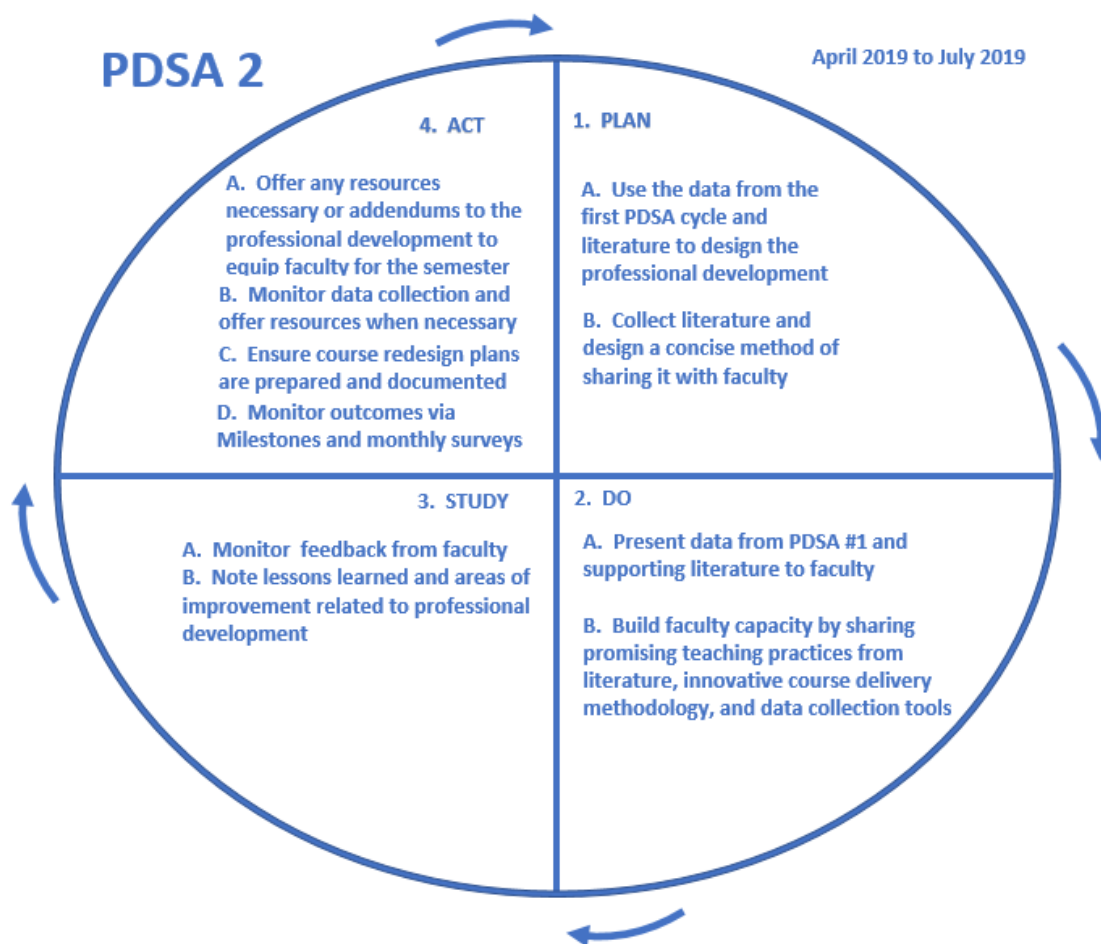 PDSA 2
April 2019 to July 2019
1. PLAN
A. Use the data from the
first PDSA cycle and
literature to design the
professional development
B. Collect literature and
design a concise method of
sharing it with faculty
2. DO
A. Present data from PDSA #1 and
supporting literature to faculty
B. Build faculty capacity by sharing
promising teaching practices from
literature, innovative course delivery
methodology, and data collection tools
3. STUDY
A. Monitor feedback from faculty
B. Note lessons learned and areas of
improvement related to professional
development
4. ACT
A. Offer any resources
necessary or addendums to the
professional development to
equip faculty for the semester
B. Monitor data collection and
offer resources when necessary
C. Ensure course redesign plans
are prepared and documented
D. Monitor outcomes via
Milestones and monthly surveys